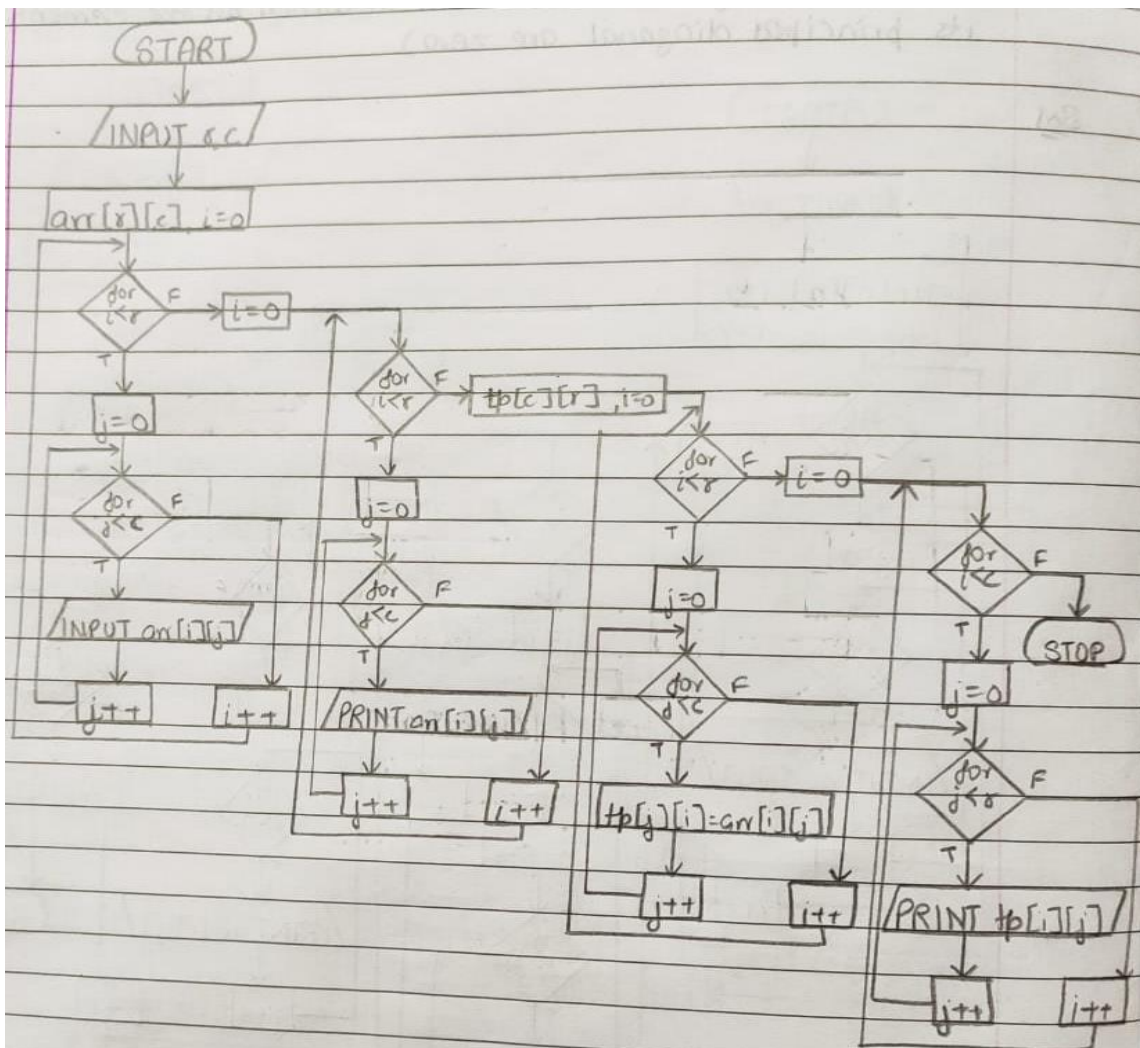 START
INPUT r,c
arr[r][c], i=0
for i<r
F
T
j=0
for j<c
F
T
INPUT arr[i][j]
j++
i++
i=0
for i<r
F
T
j=0
for j<c
F
T
PRINT arr[i][j]
j++
i++
tp[c][r], i=0
for i<r
F
T
j=0
for j<c
F
T
tp[j][i]=arr[i][j]
j++
i++
i=0
for i<c
F
STOP
T
j=0
for j<r
F
T
PRINT tp[i][j]
j++
i++